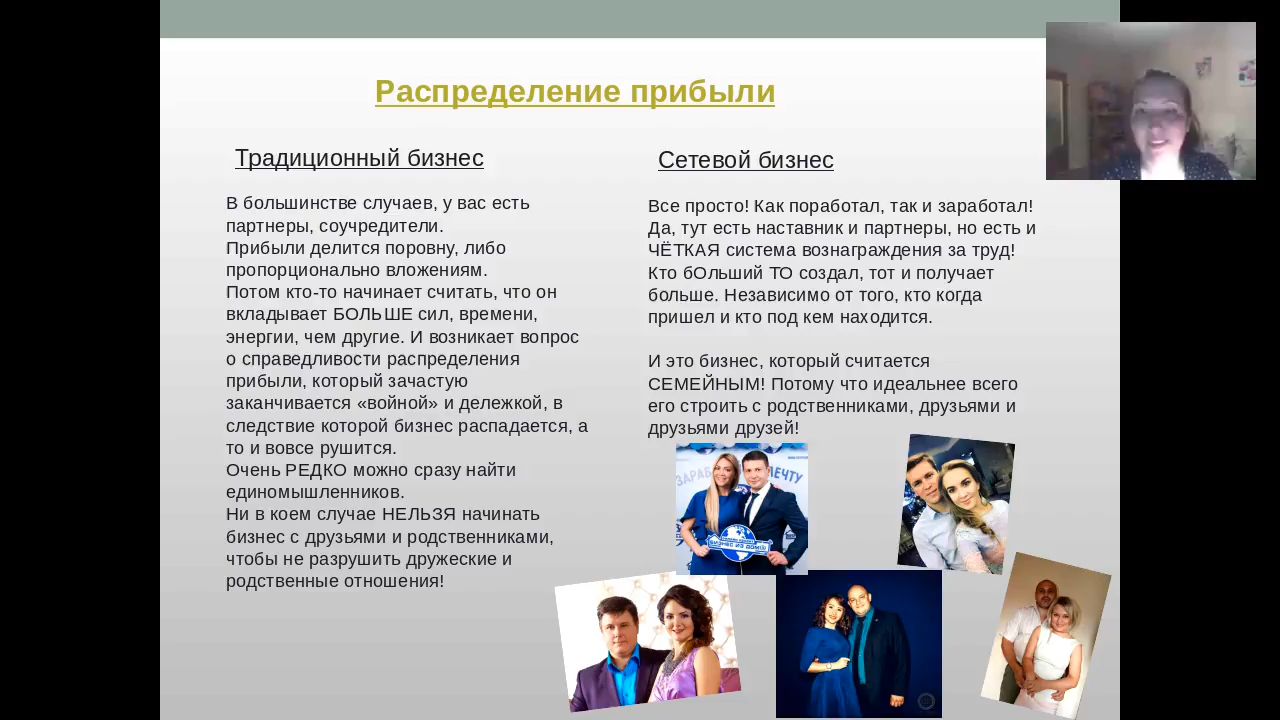 Распределение прибыли
Традиционный бизнес
В большинстве случаев, у вас есть
партнеры, соучредители.
Прибыли делится поровну, либо
пропорционально вложениям.
Потом кто-то начинает считать, что он
вкладывает БОЛЬШЕ сил, времени,
энергии, чем другие. И возникает вопрос
о справедливости распределения
прибыли, который зачастую
заканчивается «войной» и дележкой, в
следствие которой бизнес распадается, а
то и вовсе рушится.
Очень РЕДКО можно сразу найти
единомышленников.
Ни в коем случае НЕЛЬЗЯ начинать
бизнес с друзьями и родственниками,
чтобы не разрушить дружеские и
родственные отношения!
Сетевой бизнес
Все просто! Как поработал, так и заработал!
Да, тут есть наставник и партнеры, но есть и
ЧЁТКАЯ система вознаграждения за труд!
Кто бОльший ТО создал, тот и получает
больше. Независимо от того, кто когда
пришел и кто под кем находится.
И это бизнес, который считается
СЕМЕЙНЫМ! Потому что идеальнее всего
его строить с родственниками, друзьями и
друзьями друзей!
ЗАРАБ
МЕЧТУ
БИЗНЕС ИЗ ДОМА